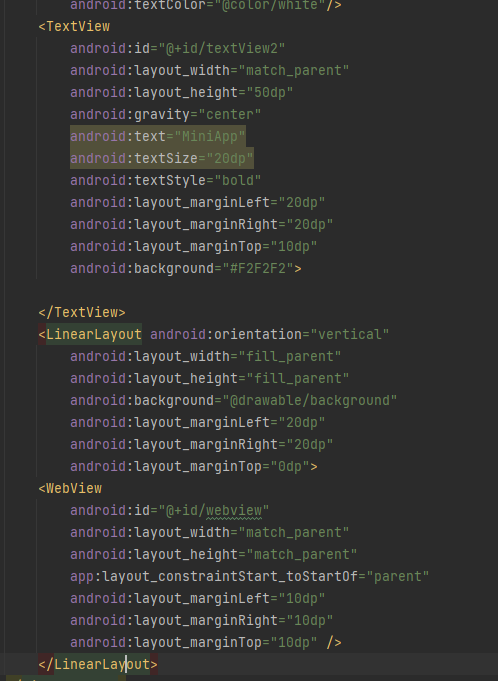 android:textColor="@color/white"/>
<TextView
android:id="@+id/textView2"
android:layout_width="match_parent"
android:layout_height="50dp"
android:gravity="center"
android:text="MiniApp"
android:textSize="20dp"
android:textStyle="bold"
android:layout_marginLeft="20dp"
android:layout_marginRight="20dp"
android:layout_marginTop="10dp"
android:background="#F2F2F2">
</TextView>
<LinearLayout android:orientation="vertical"
android:layout_width="fill_parent"
android:layout_height="fill_parent"
android:background="@drawable/background"
android:layout_marginLeft="20dp"
android:layout_marginRight="20dp"
android:layout_marginTop="0dp">
<WebView
android:id="@+id/webview"
android:layout_width="match_parent"
android:layout_height="match_parent"
app:layout_constraintStart_toStartOf="parent"
android:layout_marginLeft="10dp"
android:layout_marginRight="10dp"
android:layout_marginTop="10dp" />
</LinearLayout>